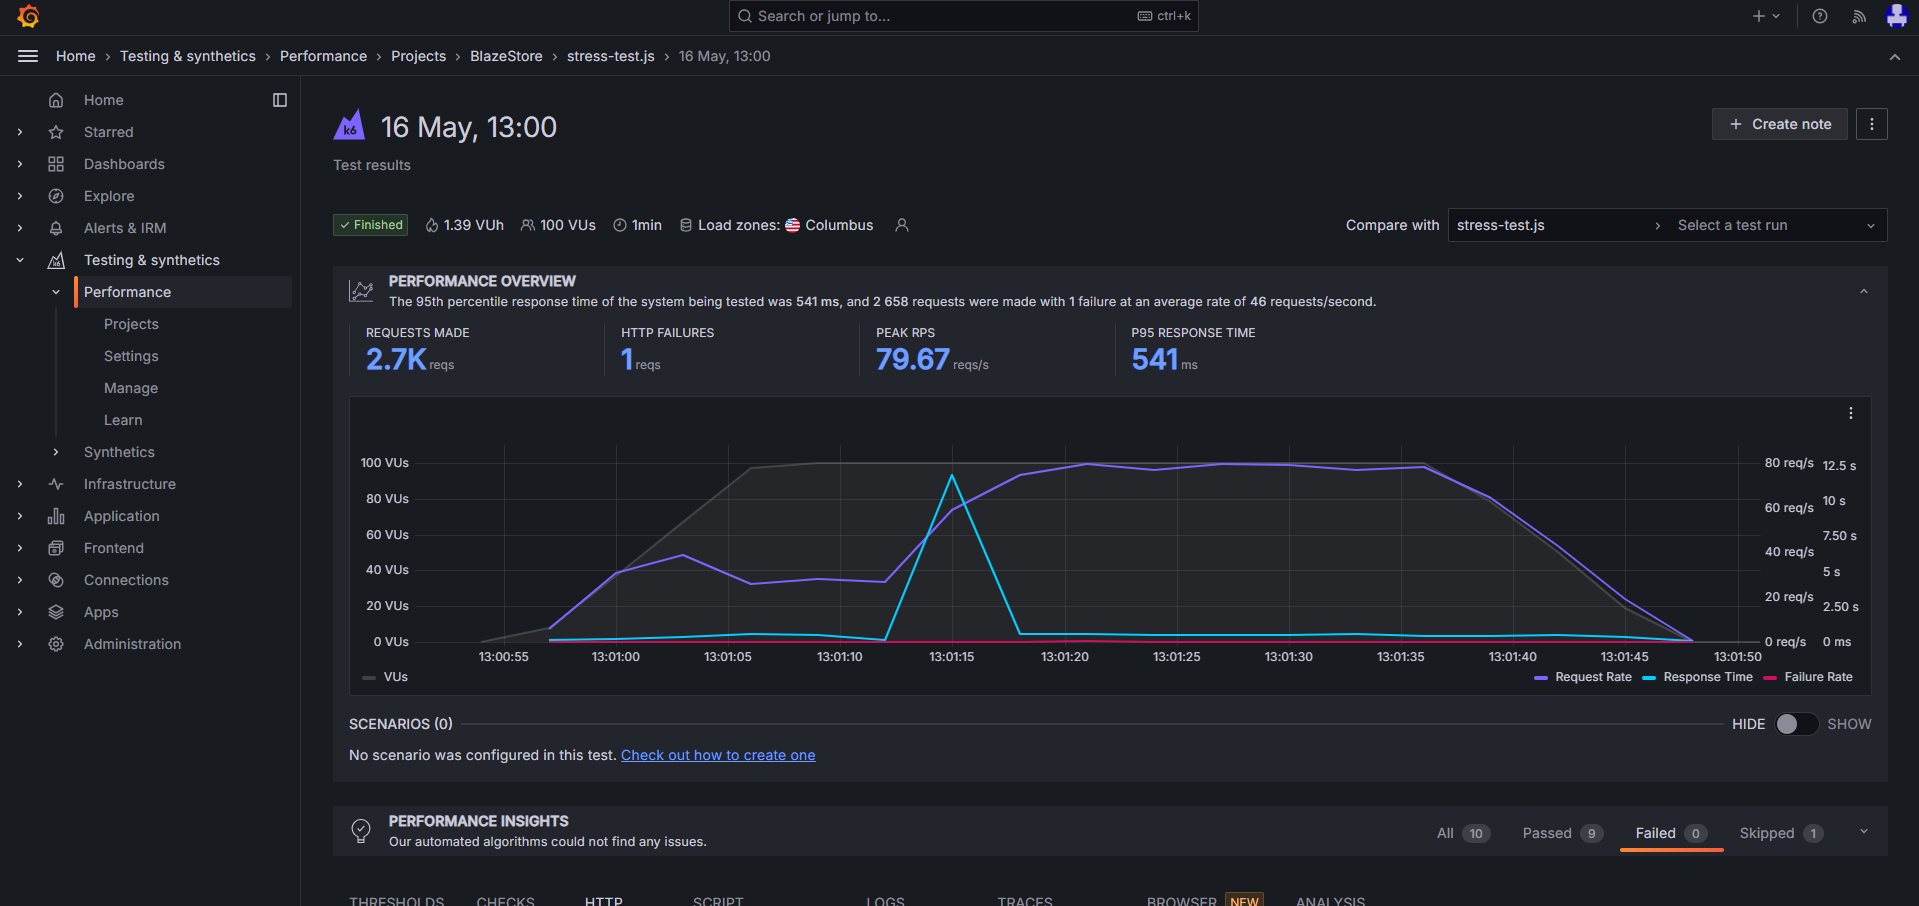 Search or jump to...
ctrl+k
Home › Testing & synthetics › Performance › Projects › BlazeStore › stress-test.js › 16 May, 13:00
Home
Starred
Dashboards
Explore
Alerts & IRM
Testing & synthetics
Performance
Projects
Settings
Manage
Learn
Synthetics
Infrastructure
Application
Frontend
Connections
Apps
Administration
k6
16 May, 13:00
Test results
Create note
Finished
1.39 VUh
100 VUs
1min
Load zones: Columbus
Compare with
stress-test.js
Select a test run
PERFORMANCE OVERVIEW
The 95th percentile response time of the system being tested was 541 ms, and 2 658 requests were made with 1 failure at an average rate of 46 requests/second.
REQUESTS MADE
2.7K reqs
HTTP FAILURES
1 reqs
PEAK RPS
79.67 reqs/s
P95 RESPONSE TIME
541 ms
100 VUs
80 VUs
60 VUs
40 VUs
20 VUs
0 VUs
80 req/s
60 req/s
40 req/s
20 req/s
0 req/s
12.5 s
10 s
7.50 s
5 s
2.50 s
0 ms
13:00:55
13:01:00
13:01:05
13:01:10
13:01:15
13:01:20
13:01:25
13:01:30
13:01:35
13:01:40
13:01:45
13:01:50
VUs
Request Rate
Response Time
Failure Rate
SCENARIOS (0)
HIDE
SHOW
No scenario was configured in this test. Check out how to create one
PERFORMANCE INSIGHTS
Our automated algorithms could not find any issues.
All 10
Passed 9
Failed 0
Skipped 1
THRESHOLDS
CHECKS
HTTP
SCRIPT
LOGS
TRACES
BROWSER NEW
ANALYSIS